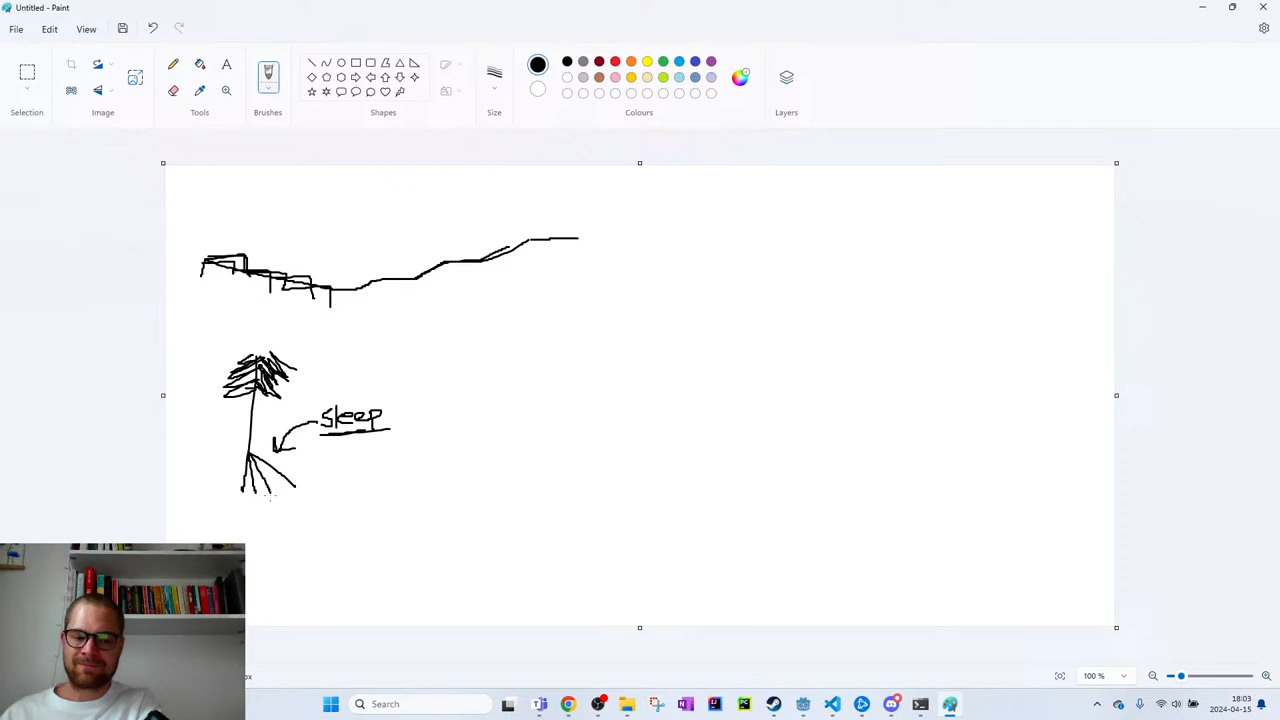 Untitled - Paint
File
Edit
View
Selection
Image
Tools
Brushes
Shapes
Size
Colours
Layers
sleep
100 %
Search
18:03
2024-04-15